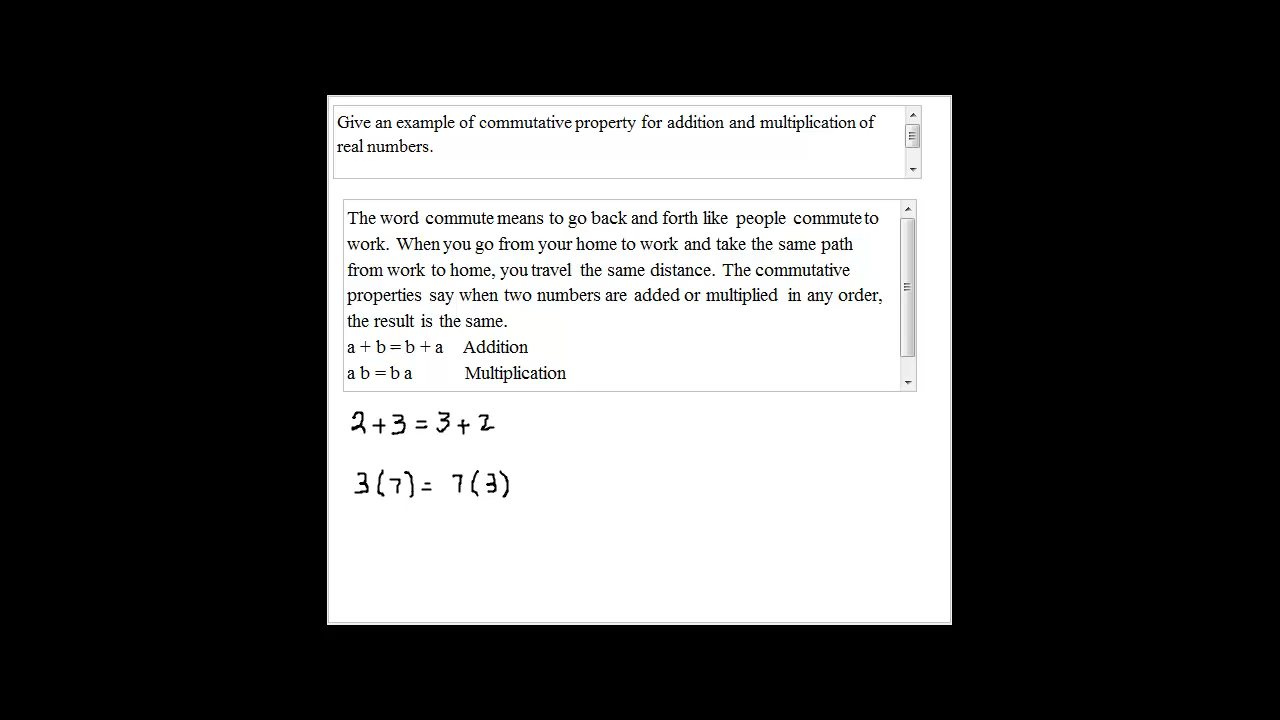 Give an example of commutative property for addition and multiplication of
real numbers.
The word commute means to go back and forth like people commute to
work. When you go from your home to work and take the same path
from work to home, you travel the same distance. The commutative
properties say when two numbers are added or multiplied in any order,
the result is the same.
a + b = b + a Addition
a b = b a Multiplication
2 + 3 = 3 + 2
3 (7) = 7 (3)